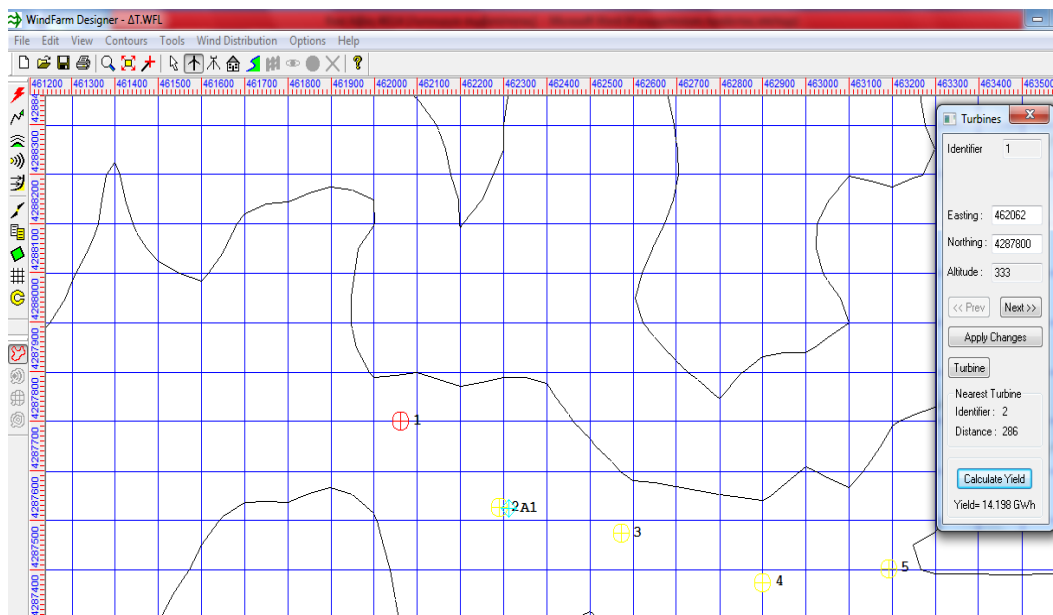 WindFarm Designer - ΔT.WFL
File Edit View Contours Tools Wind Distribution Options Help
461200 461300 461400 461500 461600 461700 461800 461900 462000 462100 462200 462300 462400 462500 462600 462700 462800 462900 463000 463100 463200 463300 463400 463500
4288300
4288200
4288100
4288000
4287900
4287800
4287700
4287600
4287500
4287400
1
2A1
3
4
5
Turbines
Identifier 1
Easting : 462062
Northing : 4287800
Altitude : 333
<< Prev Next >>
Apply Changes
Turbine
Nearest Turbine
Identifier : 2
Distance : 286
Calculate Yield
Yield= 14.198 GWh